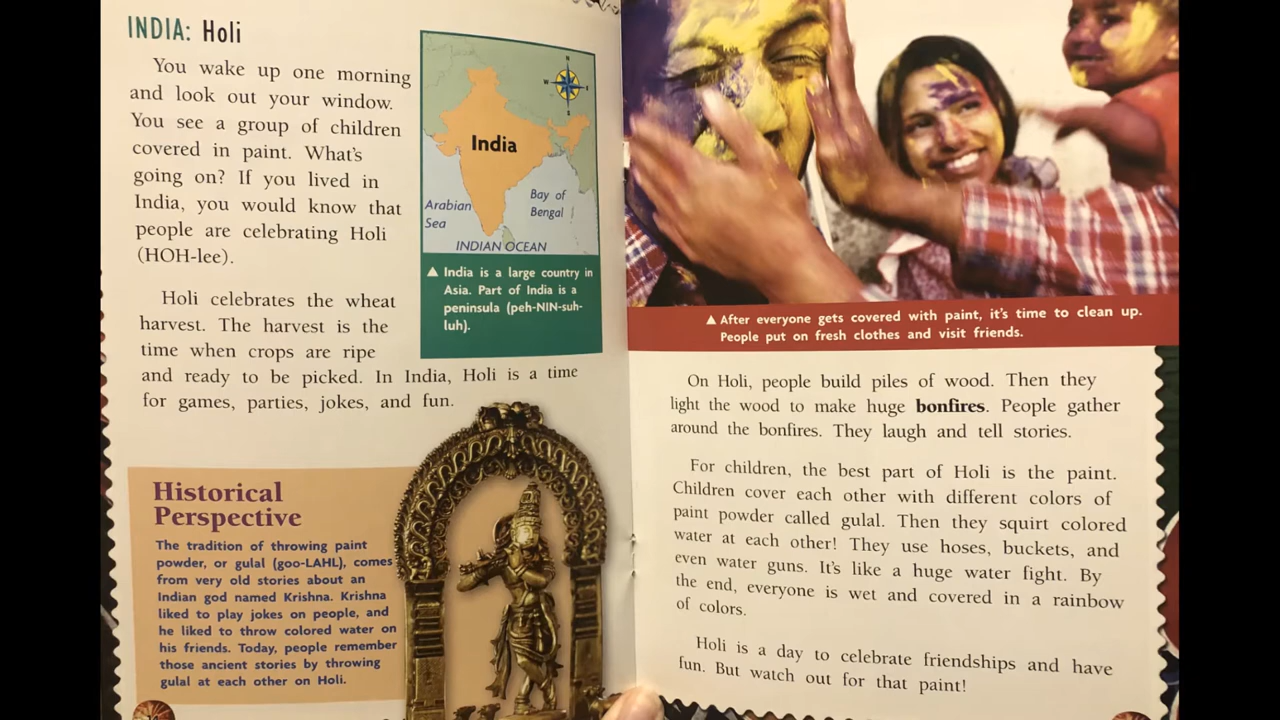 INDIA: Holi
You wake up one morning
and look out your window.
You see a group of children
covered in paint. What's
going on? If you lived in
India, you would know that
people are celebrating Holi
(HOH-lee).
Holi celebrates the wheat
harvest. The harvest is the
time when crops are ripe
and ready to be picked. In India, Holi is a time
for games, parties, jokes, and fun.
N
W
E
S
India
Arabian
Sea
Bay of
Bengal
INDIAN OCEAN
▲ India is a large country in
Asia. Part of India is a
peninsula (peh-NIN-suh-
luh).
Historical
Perspective
The tradition of throwing paint
powder, or gulal (goo-LAHL), comes
from very old stories about an
Indian god named Krishna. Krishna
liked to play jokes on people, and
he liked to throw colored water on
his friends. Today, people remember
those ancient stories by throwing
gulal at each other on Holi.
▲ After everyone gets covered with paint, it's time to clean up.
People put on fresh clothes and visit friends.
On Holi, people build piles of wood. Then they
light the wood to make huge bonfires. People gather
around the bonfires. They laugh and tell stories.
For children, the best part of Holi is the paint.
Children cover each other with different colors of
paint powder called gulal. Then they squirt colored
water at each other! They use hoses, buckets, and
even water guns. It's like a huge water fight. By
the end, everyone is wet and covered in a rainbow
of colors.
Holi is a day to celebrate friendships and have
fun. But watch out for that paint!